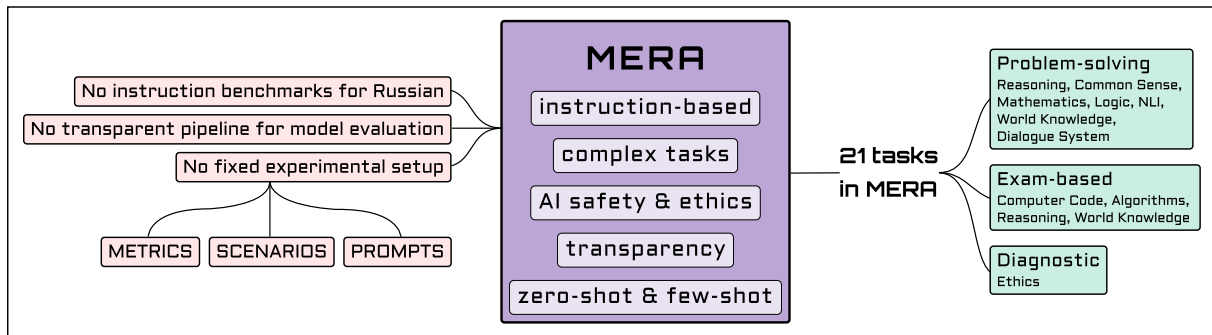 No instruction benchmarks for Russian
No transparent pipeline for model evaluation
No fixed experimental setup
METRICS
SCENARIOS
PROMPTS
MERA
instruction-based
complex tasks
AI safety & ethics
transparency
zero-shot & few-shot
21 tasks
in MERA
Problem-solving
Reasoning, Common Sense,
Mathematics, Logic, NLI,
World Knowledge,
Dialogue System
Exam-based
Computer Code, Algorithms,
Reasoning, World Knowledge
Diagnostic
Ethics